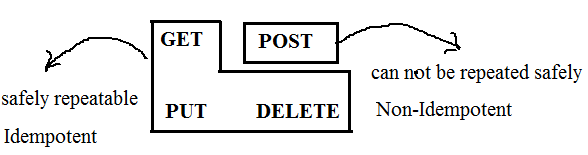 GET
POST
can not be repeated safely
safely repeatable
PUT
DELETE
Non-Idempotent
Idempotent